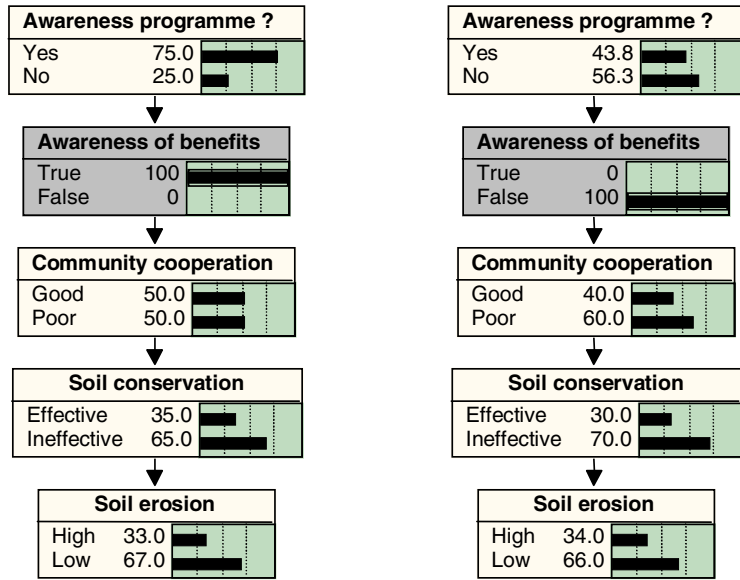 Awareness programme ?
Yes 75.0
No 25.0
Awareness of benefits
True 100
False 0
Community cooperation
Good 50.0
Poor 50.0
Soil conservation
Effective 35.0
Ineffective 65.0
Soil erosion
High 33.0
Low 67.0
Awareness programme ?
Yes 43.8
No 56.3
Awareness of benefits
True 0
False 100
Community cooperation
Good 40.0
Poor 60.0
Soil conservation
Effective 30.0
Ineffective 70.0
Soil erosion
High 34.0
Low 66.0